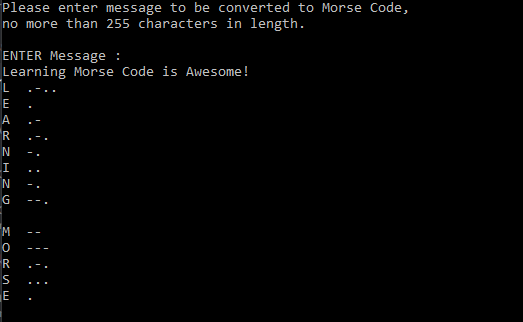 Please enter message to be converted to Morse Code,
no more than 255 characters in length.

ENTER Message :
Learning Morse Code is Awesome!
L  .-..
E  .
A  .-
R  .-.
N  -.
I  ..
N  -.
G  --.

M  --
O  ---
R  .-.
S  ...
E  .